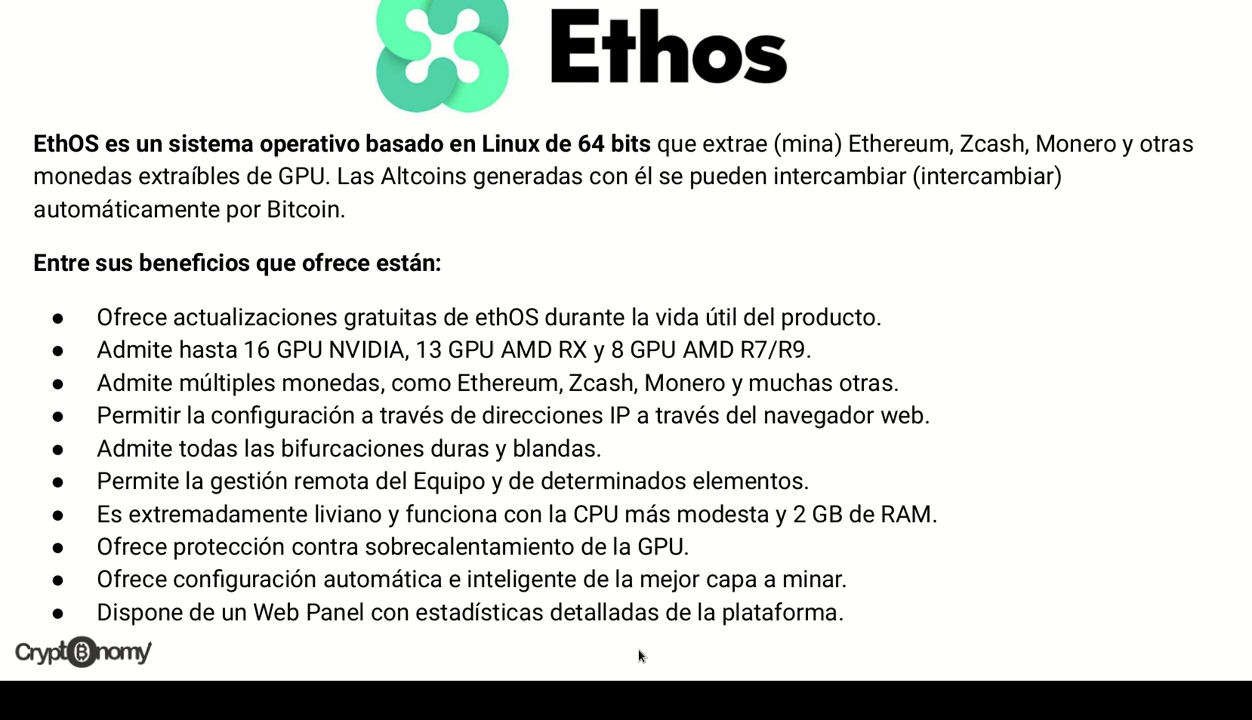 Ethos
EthOS es un sistema operativo basado en Linux de 64 bits que extrae (mina) Ethereum, Zcash, Monero y otras
monedas extraíbles de GPU. Las Altcoins generadas con él se pueden intercambiar (intercambiar)
automáticamente por Bitcoin.
Entre sus beneficios que ofrece están:
● Ofrece actualizaciones gratuitas de ethOS durante la vida útil del producto.
● Admite hasta 16 GPU NVIDIA, 13 GPU AMD RX y 8 GPU AMD R7/R9.
● Admite múltiples monedas, como Ethereum, Zcash, Monero y muchas otras.
● Permitir la configuración a través de direcciones IP a través del navegador web.
● Admite todas las bifurcaciones duras y blandas.
● Permite la gestión remota del Equipo y de determinados elementos.
● Es extremadamente liviano y funciona con la CPU más modesta y 2 GB de RAM.
● Ofrece protección contra sobrecalentamiento de la GPU.
● Ofrece configuración automática e inteligente de la mejor capa a minar.
● Dispone de un Web Panel con estadísticas detalladas de la plataforma.
Cryptonomy